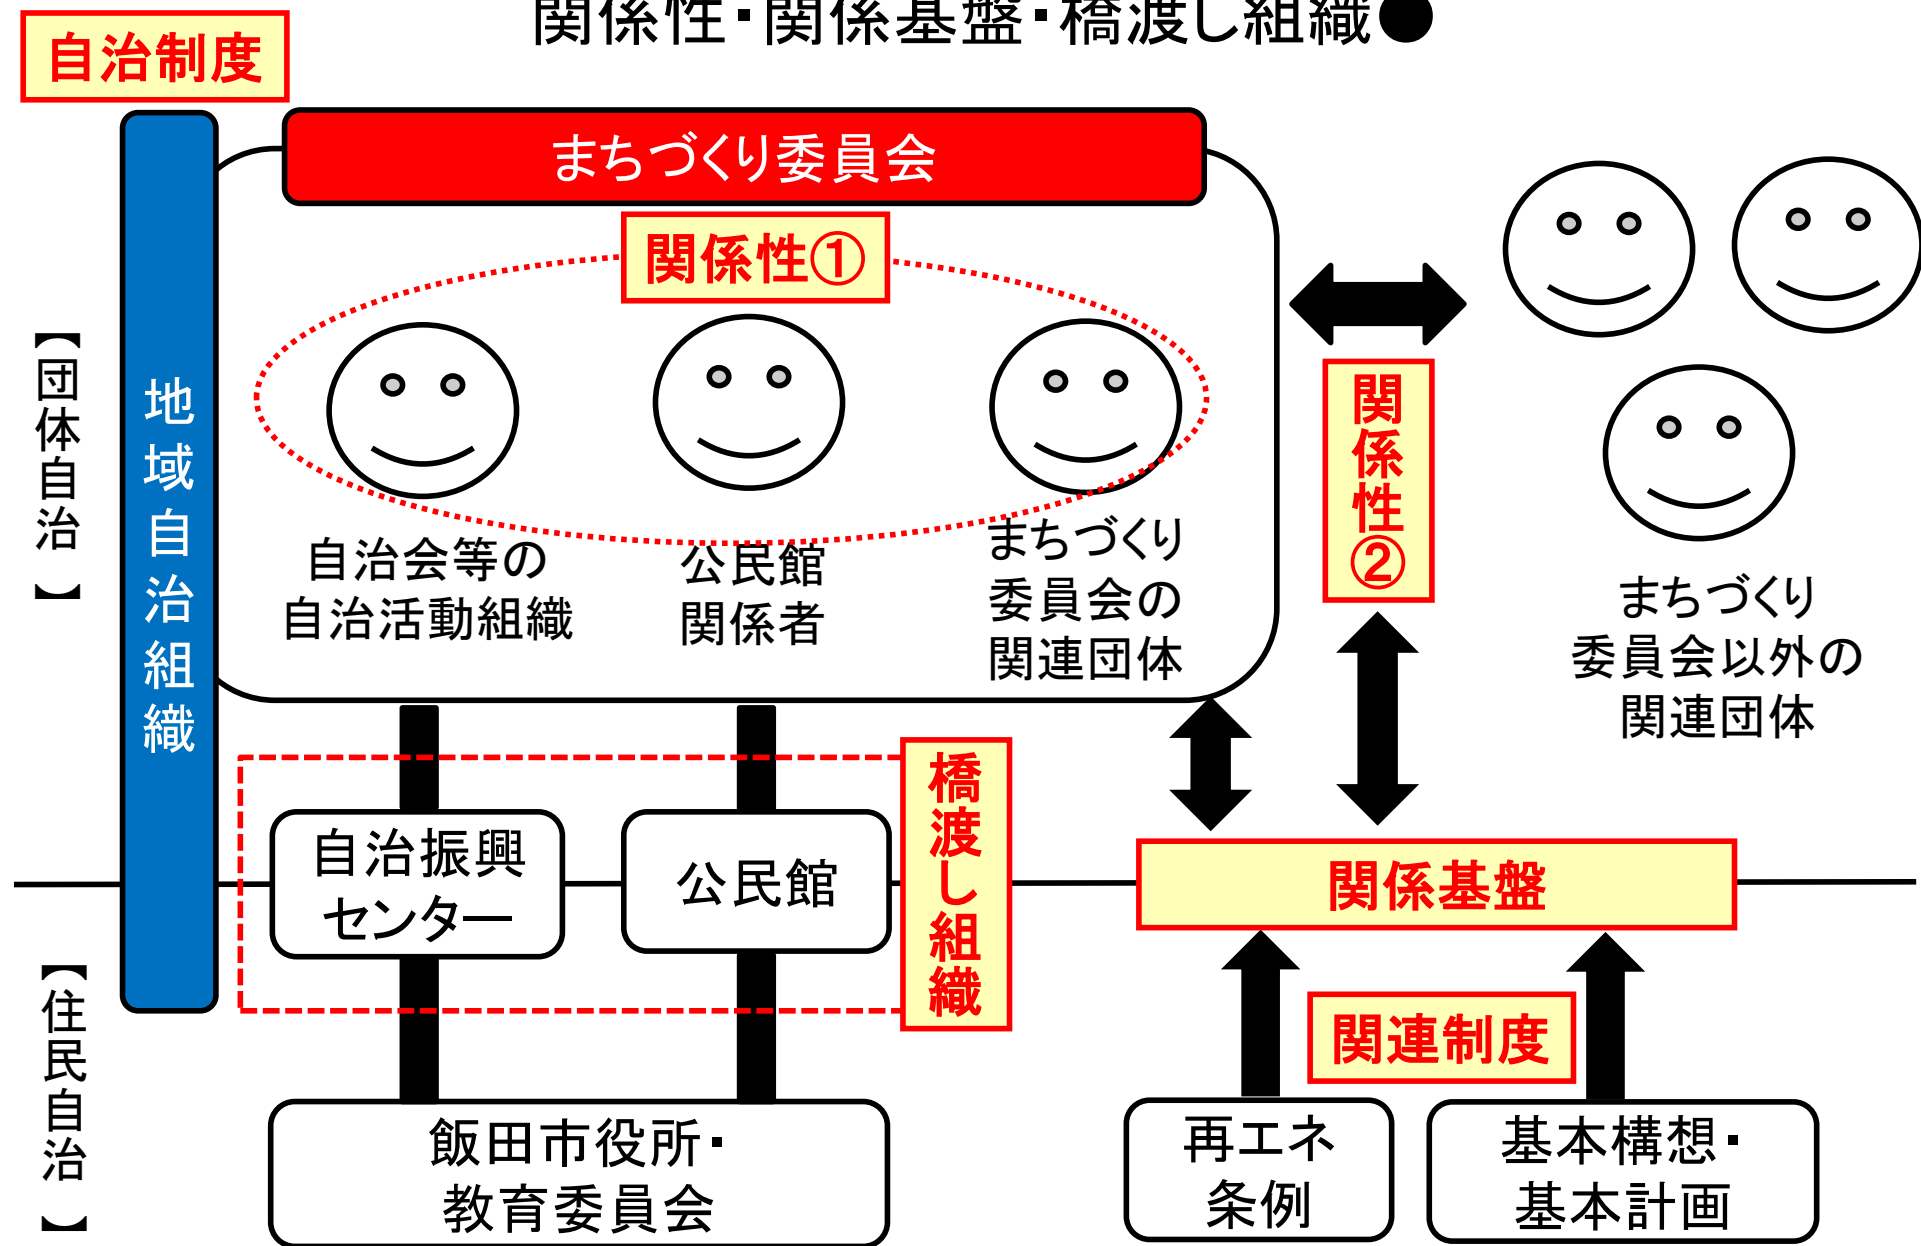 関係性・関係基盤・橋渡し組織●
自治制度
まちづくり委員会
関係性①
【団体自治】
地域自治組織
自治会等の
自治活動組織
公民館
関係者
まちづくり
委員会の
関連団体
関係性②
まちづくり
委員会以外の
関連団体
自治振興
センター
公民館
橋渡し組織
関係基盤
【住民自治】
関連制度
飯田市役所・
教育委員会
再エネ
条例
基本構想・
基本計画